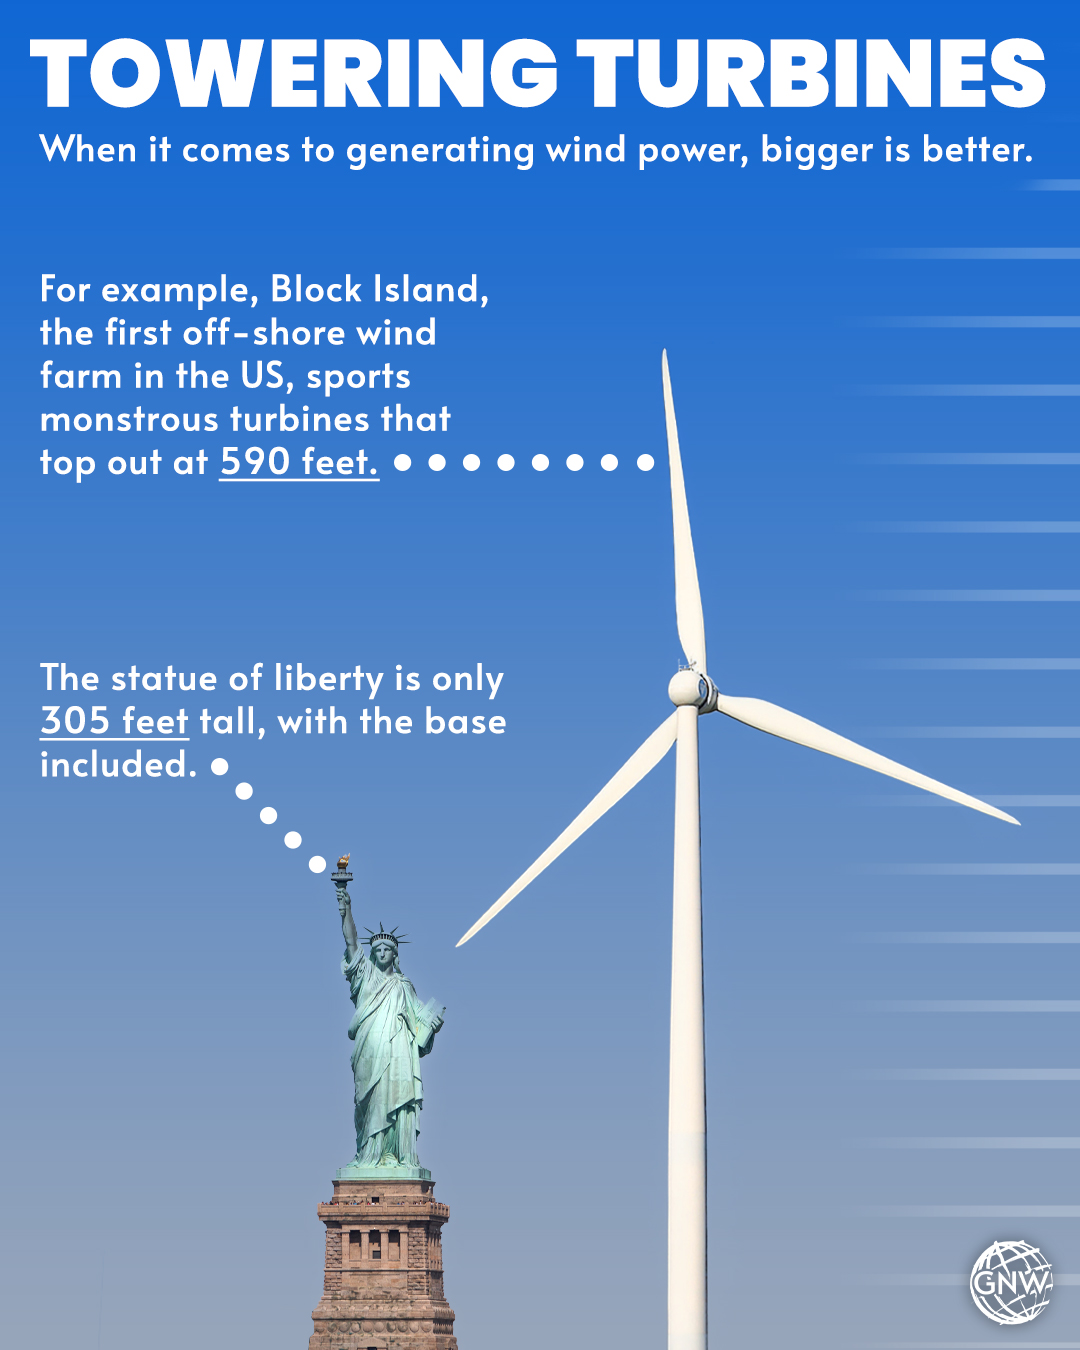 TOWERING TURBINES
When it comes to generating wind power, bigger is better.
For example, Block Island,
the first off-shore wind
farm in the US, sports
monstrous turbines that
top out at 590 feet.
The statue of liberty is only
305 feet tall, with the base
included.
GNW